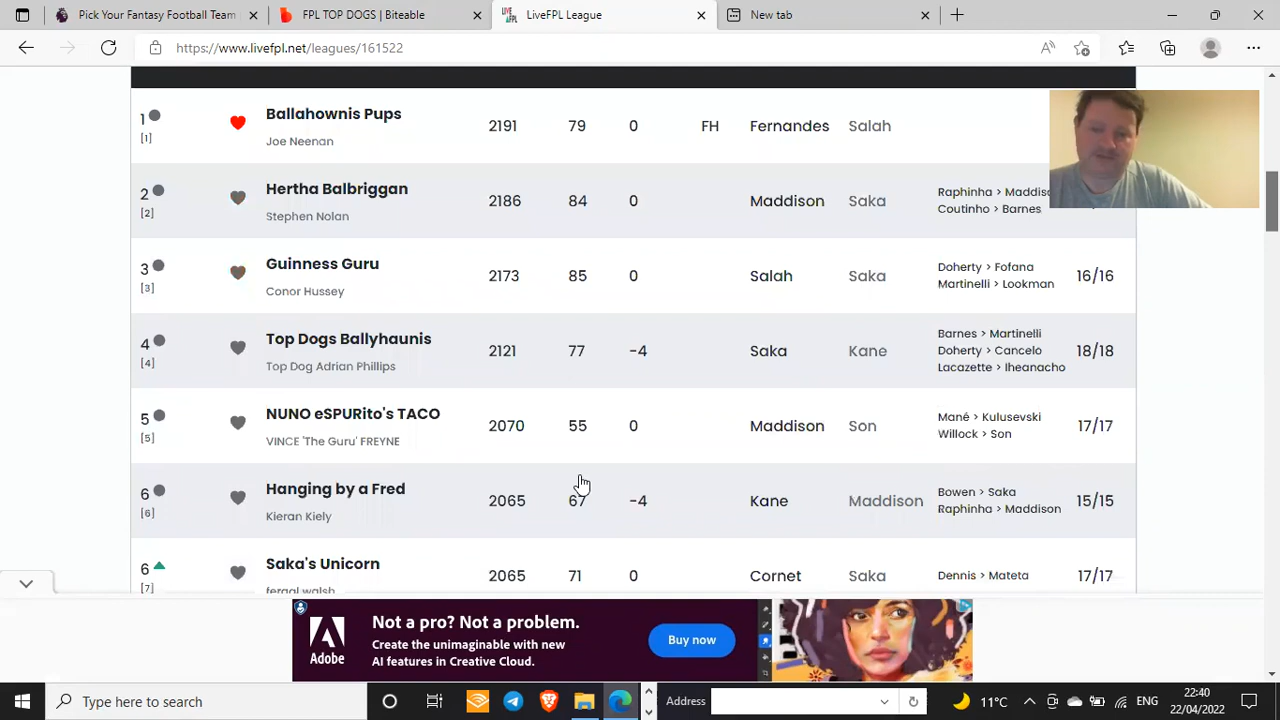 Pick Your Fantasy Football Team
FPL TOP DOGS | Biteable
LiveFPL League
New tab
https://www.livefpl.net/leagues/161522
1 Ballahownis Pups 2191 79 0 FH Fernandes Salah
[1] Joe Neenan
2 Hertha Balbriggan 2186 84 0 Maddison Saka Raphinha >
[2] Stephen Nolan Coutinho > Barnes
3 Guinness Guru 2173 85 0 Salah Saka Doherty > Fofana 16/16
[3] Conor Hussey Martinelli > Lookman
4 Top Dogs Ballyhaunis 2121 77 -4 Saka Kane Barnes > Martinelli 18/18
Doherty > Cancelo
[4] Top Dog Adrian Phillips Lacazette > Iheanacho
5 NUNO eSPURito's TACO 2070 55 0 Maddison Son Mané > Kulusevski 17/17
[5] VINCE 'The Guru' FREYNE Willock > Son
6 Hanging by a Fred 2065 67 -4 Kane Maddison Bowen > Saka 15/15
[6] Kieran Kiely Raphinha > Maddison
6 Saka's Unicorn 2065 71 0 Cornet Saka Dennis > Mateta 17/17
[7] fergal walsh
Adobe
Not a pro? Not a problem.
Create the unimaginable with new
AI features in Creative Cloud.
Buy now
Type here to search
Address
11°C
ENG
22:40
22/04/2022